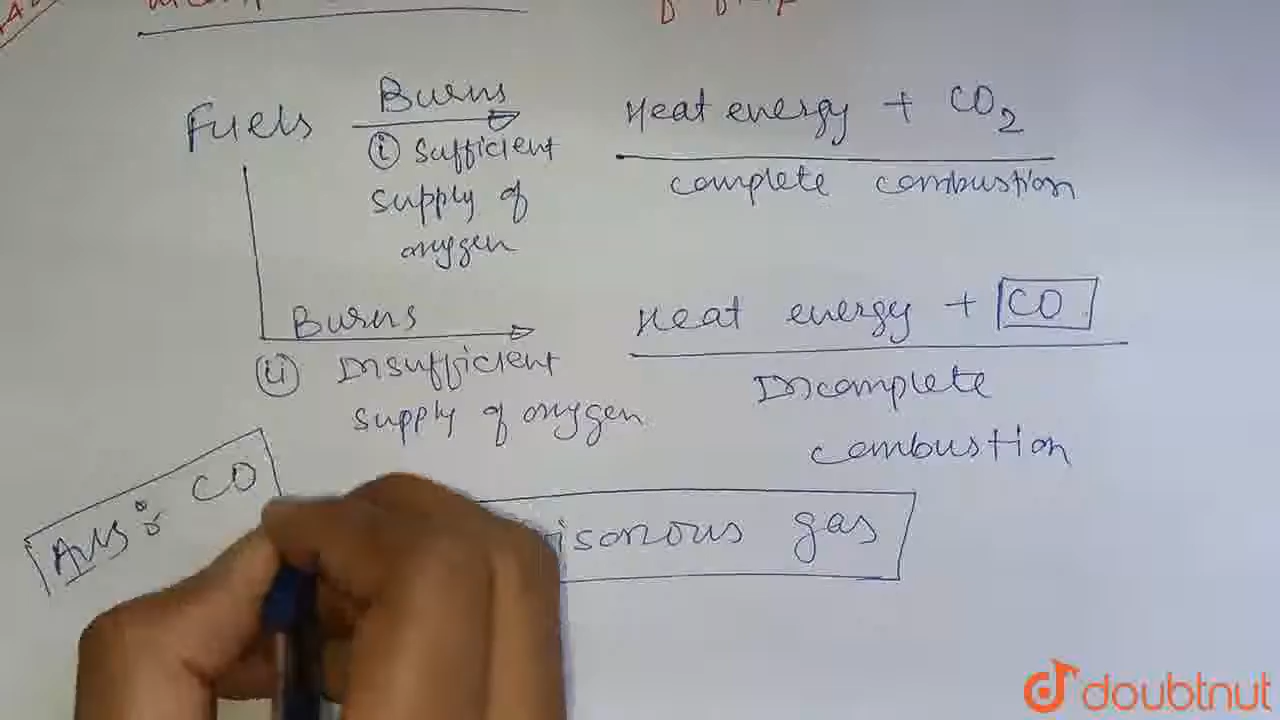 Fuels Burns Heat energy + CO2
(i) Sufficient complete combustion
supply of
oxygen
Burns Heat energy + CO
(ii) Insufficient Incomplete
supply of oxygen combustion
Ans: CO
gas
doubtnut